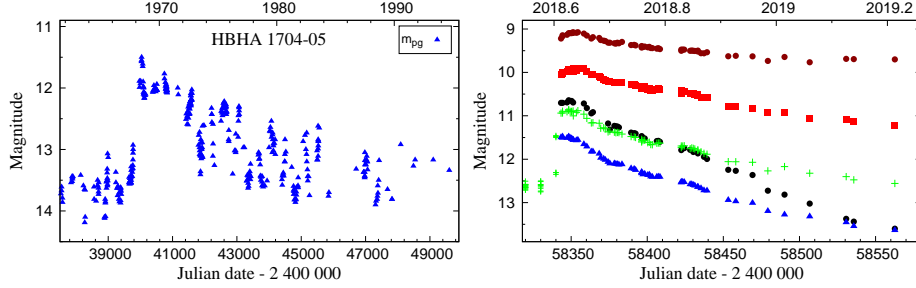 1970 1976 1983 1990
11
12
13
14
Magnitude
HBHA 1704-05
mpg
39000 41000 43000 45000 47000 49000
Julian date - 2 400 000
2018.6 2018.8 2019 2019.2
9
10
11
12
13
Magnitude
58350 58400 58450 58500 58550
Julian date - 2 400 000